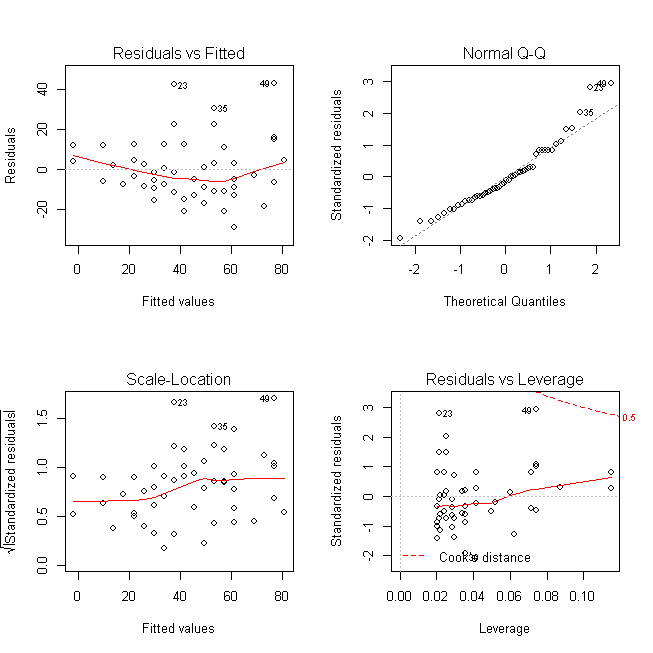 Residuals vs Fitted
Residuals
-20 0 20 40
23
35
49
0 20 40 60 80
Fitted values
Normal Q-Q
Standardized residuals
-2 -1 0 1 2 3
49
23
35
-2 -1 0 1 2
Theoretical Quantiles
Scale-Location
√|Standardized residuals|
0.0 0.5 1.0 1.5
23
35
49
0 20 40 60 80
Fitted values
Residuals vs Leverage
Standardized residuals
-2 -1 0 1 2 3
23
49
0.5
Cook's distance
39
0.00 0.02 0.04 0.06 0.08 0.10
Leverage